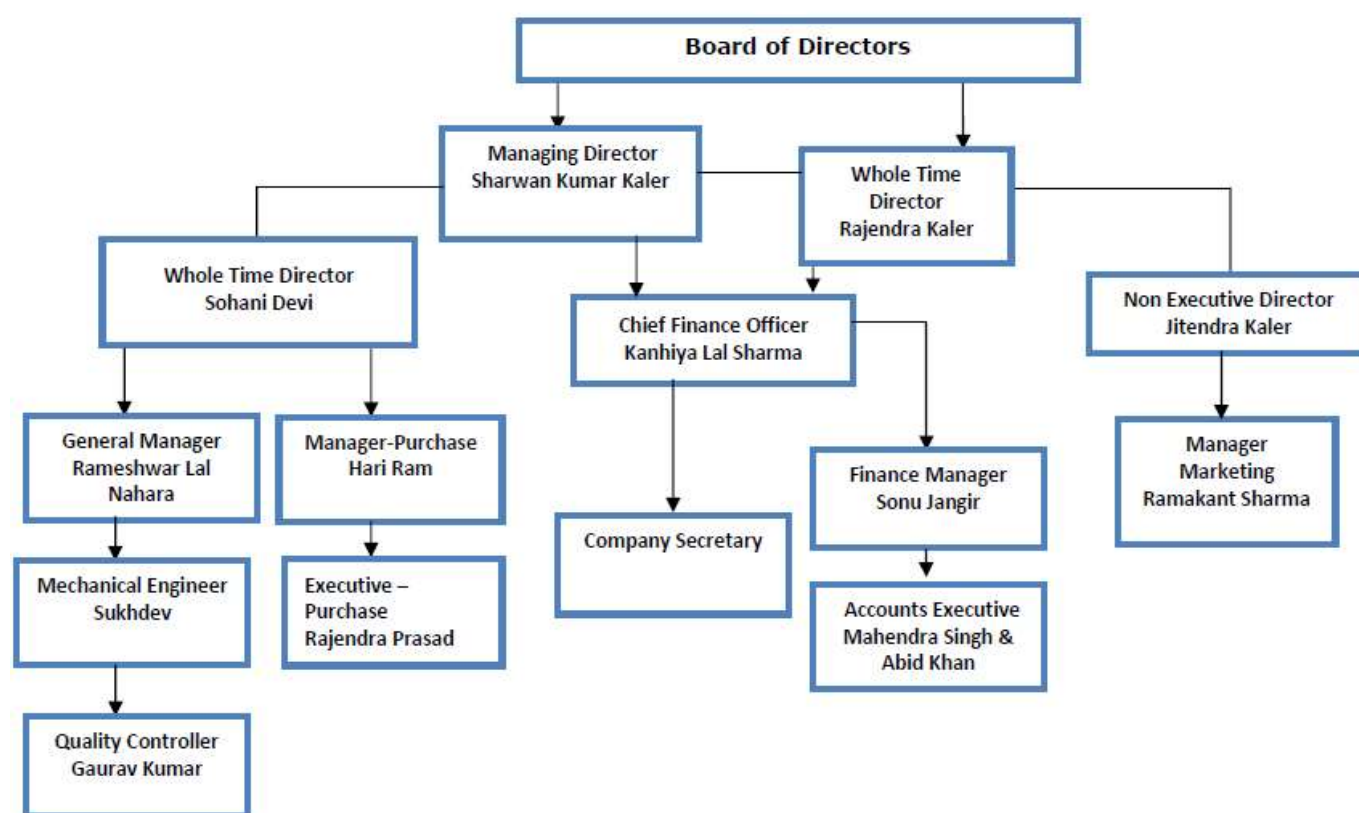 Board of Directors
Managing Director
Sharwan Kumar Kaler
Whole Time
Director
Rajendra Kaler
Whole Time Director
Sohani Devi
Chief Finance Officer
Kanhiya Lal Sharma
Non Executive Director
Jitendra Kaler
General Manager
Rameshwar Lal
Nahara
Manager-Purchase
Hari Ram
Finance Manager
Sonu Jangir
Manager
Marketing
Ramakant Sharma
Company Secretary
Mechanical Engineer
Sukhdev
Executive –
Purchase
Rajendra Prasad
Accounts Executive
Mahendra Singh &
Abid Khan
Quality Controller
Gaurav Kumar